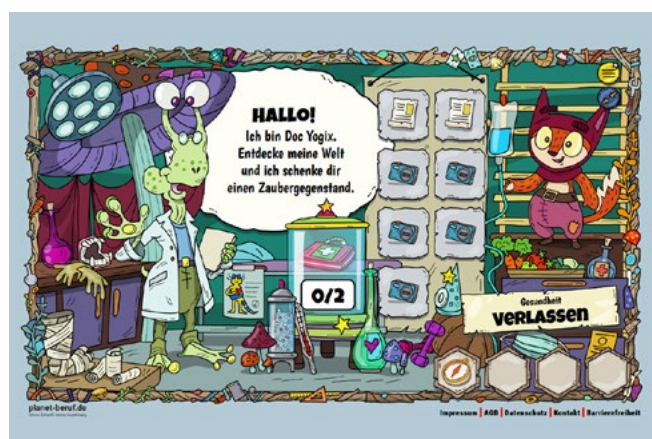 HALLO!
Ich bin Doc Yogix.
Entdecke meine Welt
und ich schenke dir
einen Zaubergegenstand.
0/2
Gesundheit
VERLASSEN
planet-beruf.de
Impressum | AGB | Datenschutz | Kontakt | Barrierefreiheit